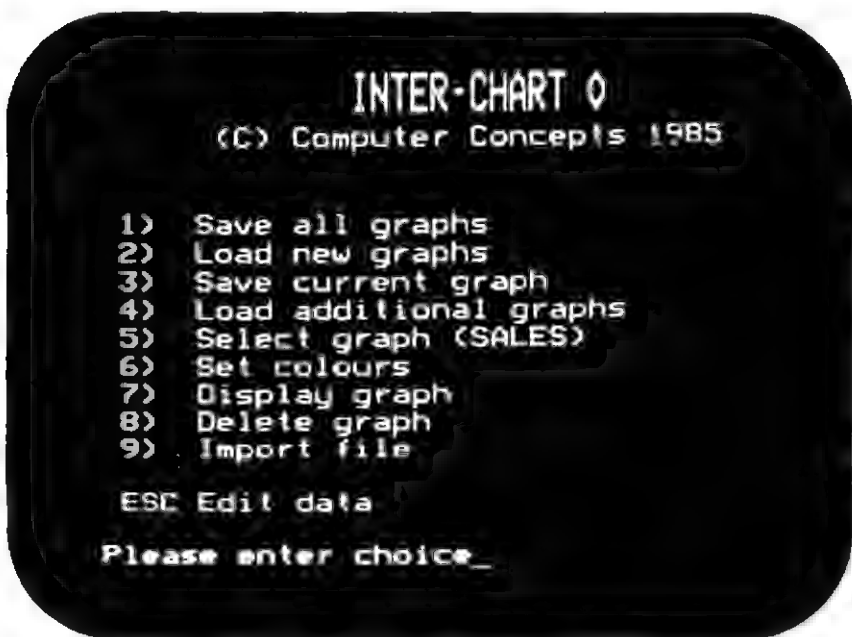 INTER-CHART 0
(C) Computer Concepts 1985
1) Save all graphs
2) Load new graphs
3) Save current graph
4) Load additional graphs
5) Select graph (SALES)
6) Set colours
7) Display graph
8) Delete graph
9) Import file
ESC Edit data
Please enter choice_